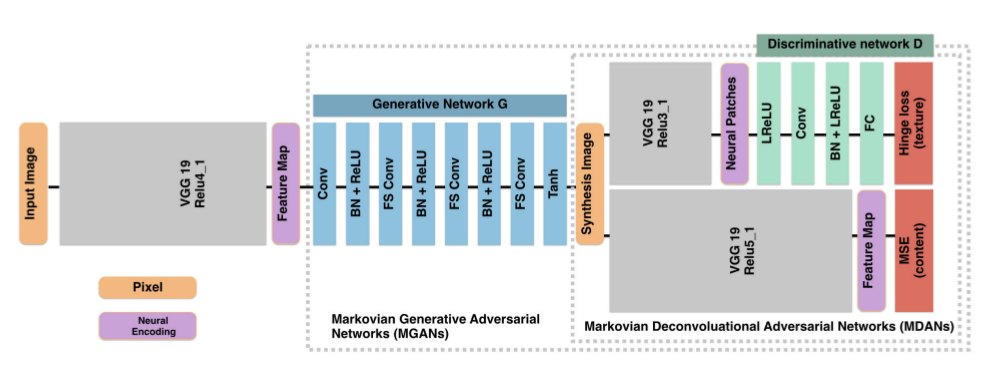 Discriminative network D
Generative Network G
Input Image
VGG 19
Relu4_1
Feature Map
Conv
BN + ReLU
FS Conv
BN + ReLU
FS Conv
BN + ReLU
FS Conv
Tanh
Synthesis Image
VGG 19
Relu3_1
Neural Patches
LReLU
Conv
BN + LReLU
FC
Hinge loss
(texture)
VGG 19
Relu5_1
Feature Map
MSE
(content)
Pixel
Neural
Encoding
Markovian Generative Adversarial
Networks (MGANs)
Markovian Deconvoluational Adversarial Networks (MDANs)